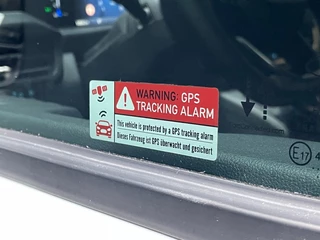 WARNING: GPS
TRACKING ALARM
This vehicle is protected by a GPS tracking alarm
Dieses Fahrzeug ist GPS überwacht und gesichert
E17 4